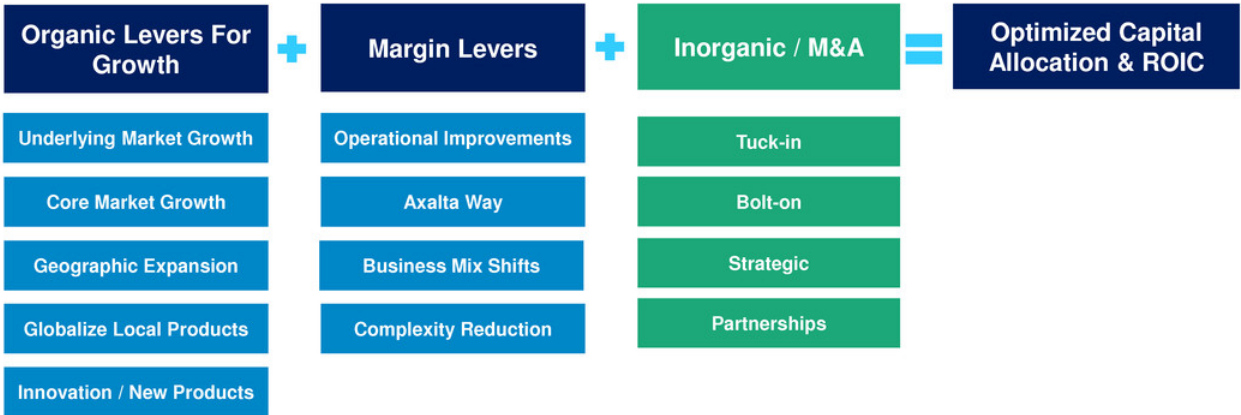 Organic Levers For
Growth
+
Margin Levers
+
Inorganic / M&A
=
Optimized Capital
Allocation & ROIC
Underlying Market Growth
Core Market Growth
Geographic Expansion
Globalize Local Products
Innovation / New Products
Operational Improvements
Axalta Way
Business Mix Shifts
Complexity Reduction
Tuck-in
Bolt-on
Strategic
Partnerships